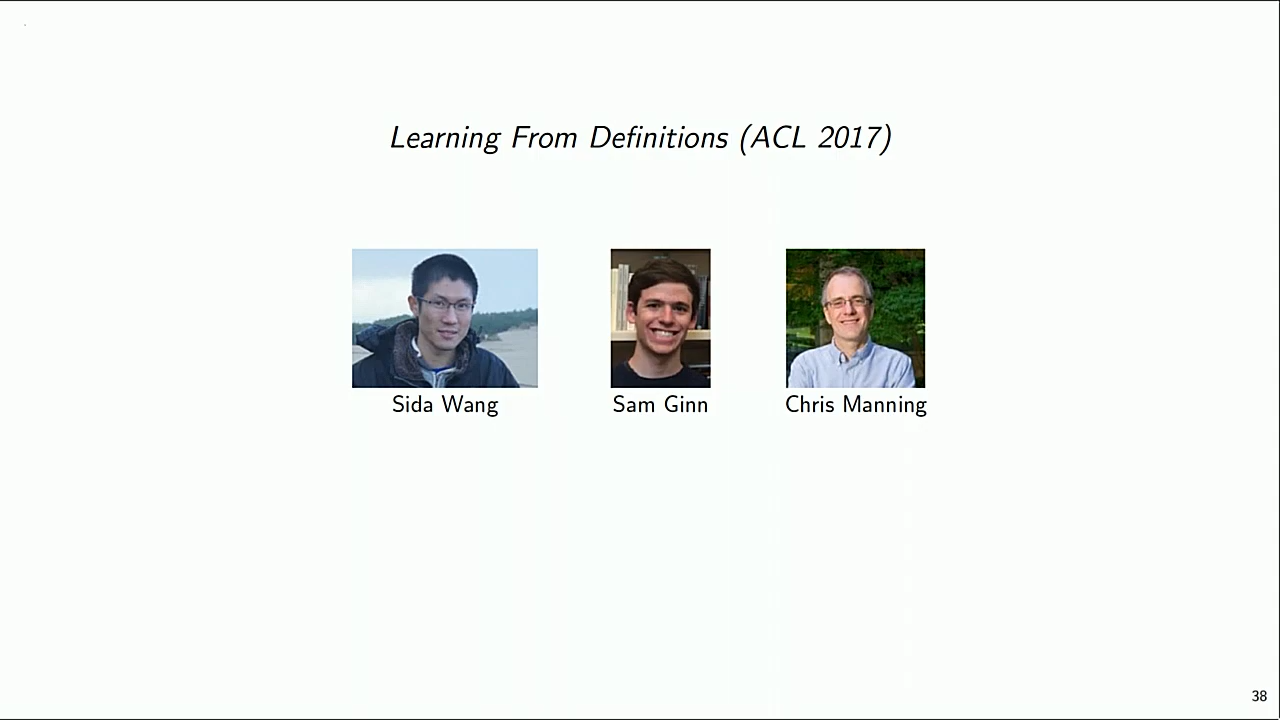 Learning From Definitions (ACL 2017)
Sida Wang
Sam Ginn
Chris Manning
38